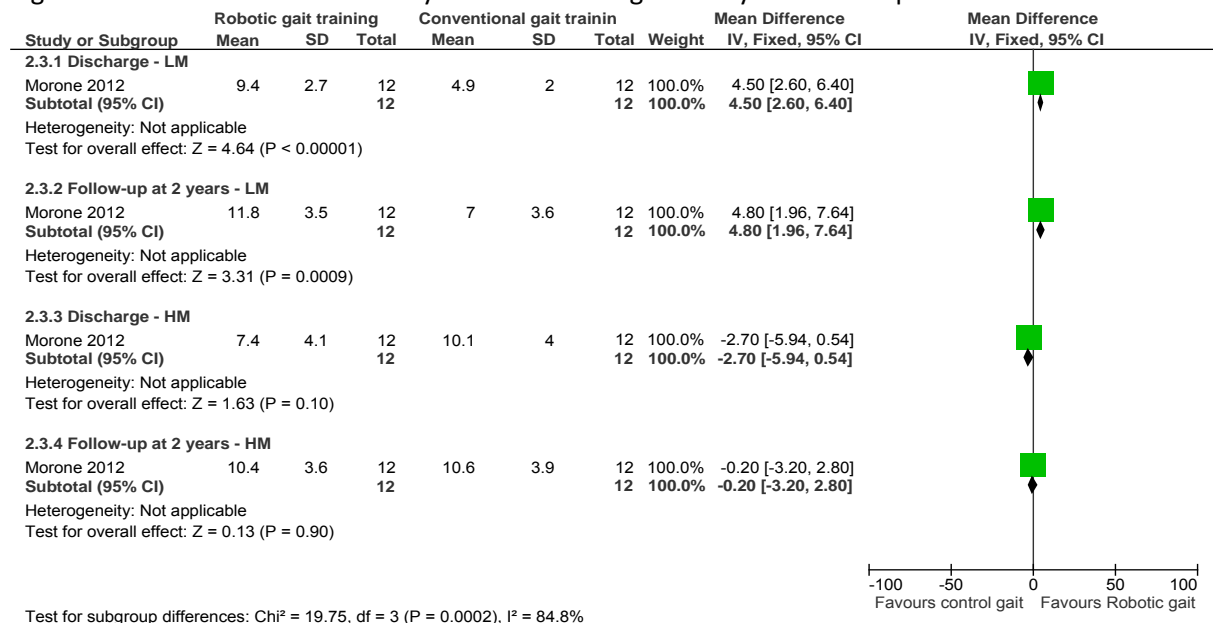 Robotic gait training Conventional gait trainin Mean Difference Mean Difference
Study or Subgroup Mean SD Total Mean SD Total Weight IV, Fixed, 95% CI IV, Fixed, 95% CI
2.3.1 Discharge - LM
Morone 2012 9.4 2.7 12 4.9 2 12 100.0% 4.50 [2.60, 6.40]
Subtotal (95% CI) 12 12 100.0% 4.50 [2.60, 6.40]
Heterogeneity: Not applicable
Test for overall effect: Z = 4.64 (P < 0.00001)
2.3.2 Follow-up at 2 years - LM
Morone 2012 11.8 3.5 12 7 3.6 12 100.0% 4.80 [1.96, 7.64]
Subtotal (95% CI) 12 12 100.0% 4.80 [1.96, 7.64]
Heterogeneity: Not applicable
Test for overall effect: Z = 3.31 (P = 0.0009)
2.3.3 Discharge - HM
Morone 2012 7.4 4.1 12 10.1 4 12 100.0% -2.70 [-5.94, 0.54]
Subtotal (95% CI) 12 12 100.0% -2.70 [-5.94, 0.54]
Heterogeneity: Not applicable
Test for overall effect: Z = 1.63 (P = 0.10)
2.3.4 Follow-up at 2 years - HM
Morone 2012 10.4 3.6 12 10.6 3.9 12 100.0% -0.20 [-3.20, 2.80]
Subtotal (95% CI) 12 12 100.0% -0.20 [-3.20, 2.80]
Heterogeneity: Not applicable
Test for overall effect: Z = 0.13 (P = 0.90)
-100 -50 0 50 100
Favours control gait Favours Robotic gait
Test for subgroup differences: Chi² = 19.75, df = 3 (P = 0.0002), I² = 84.8%